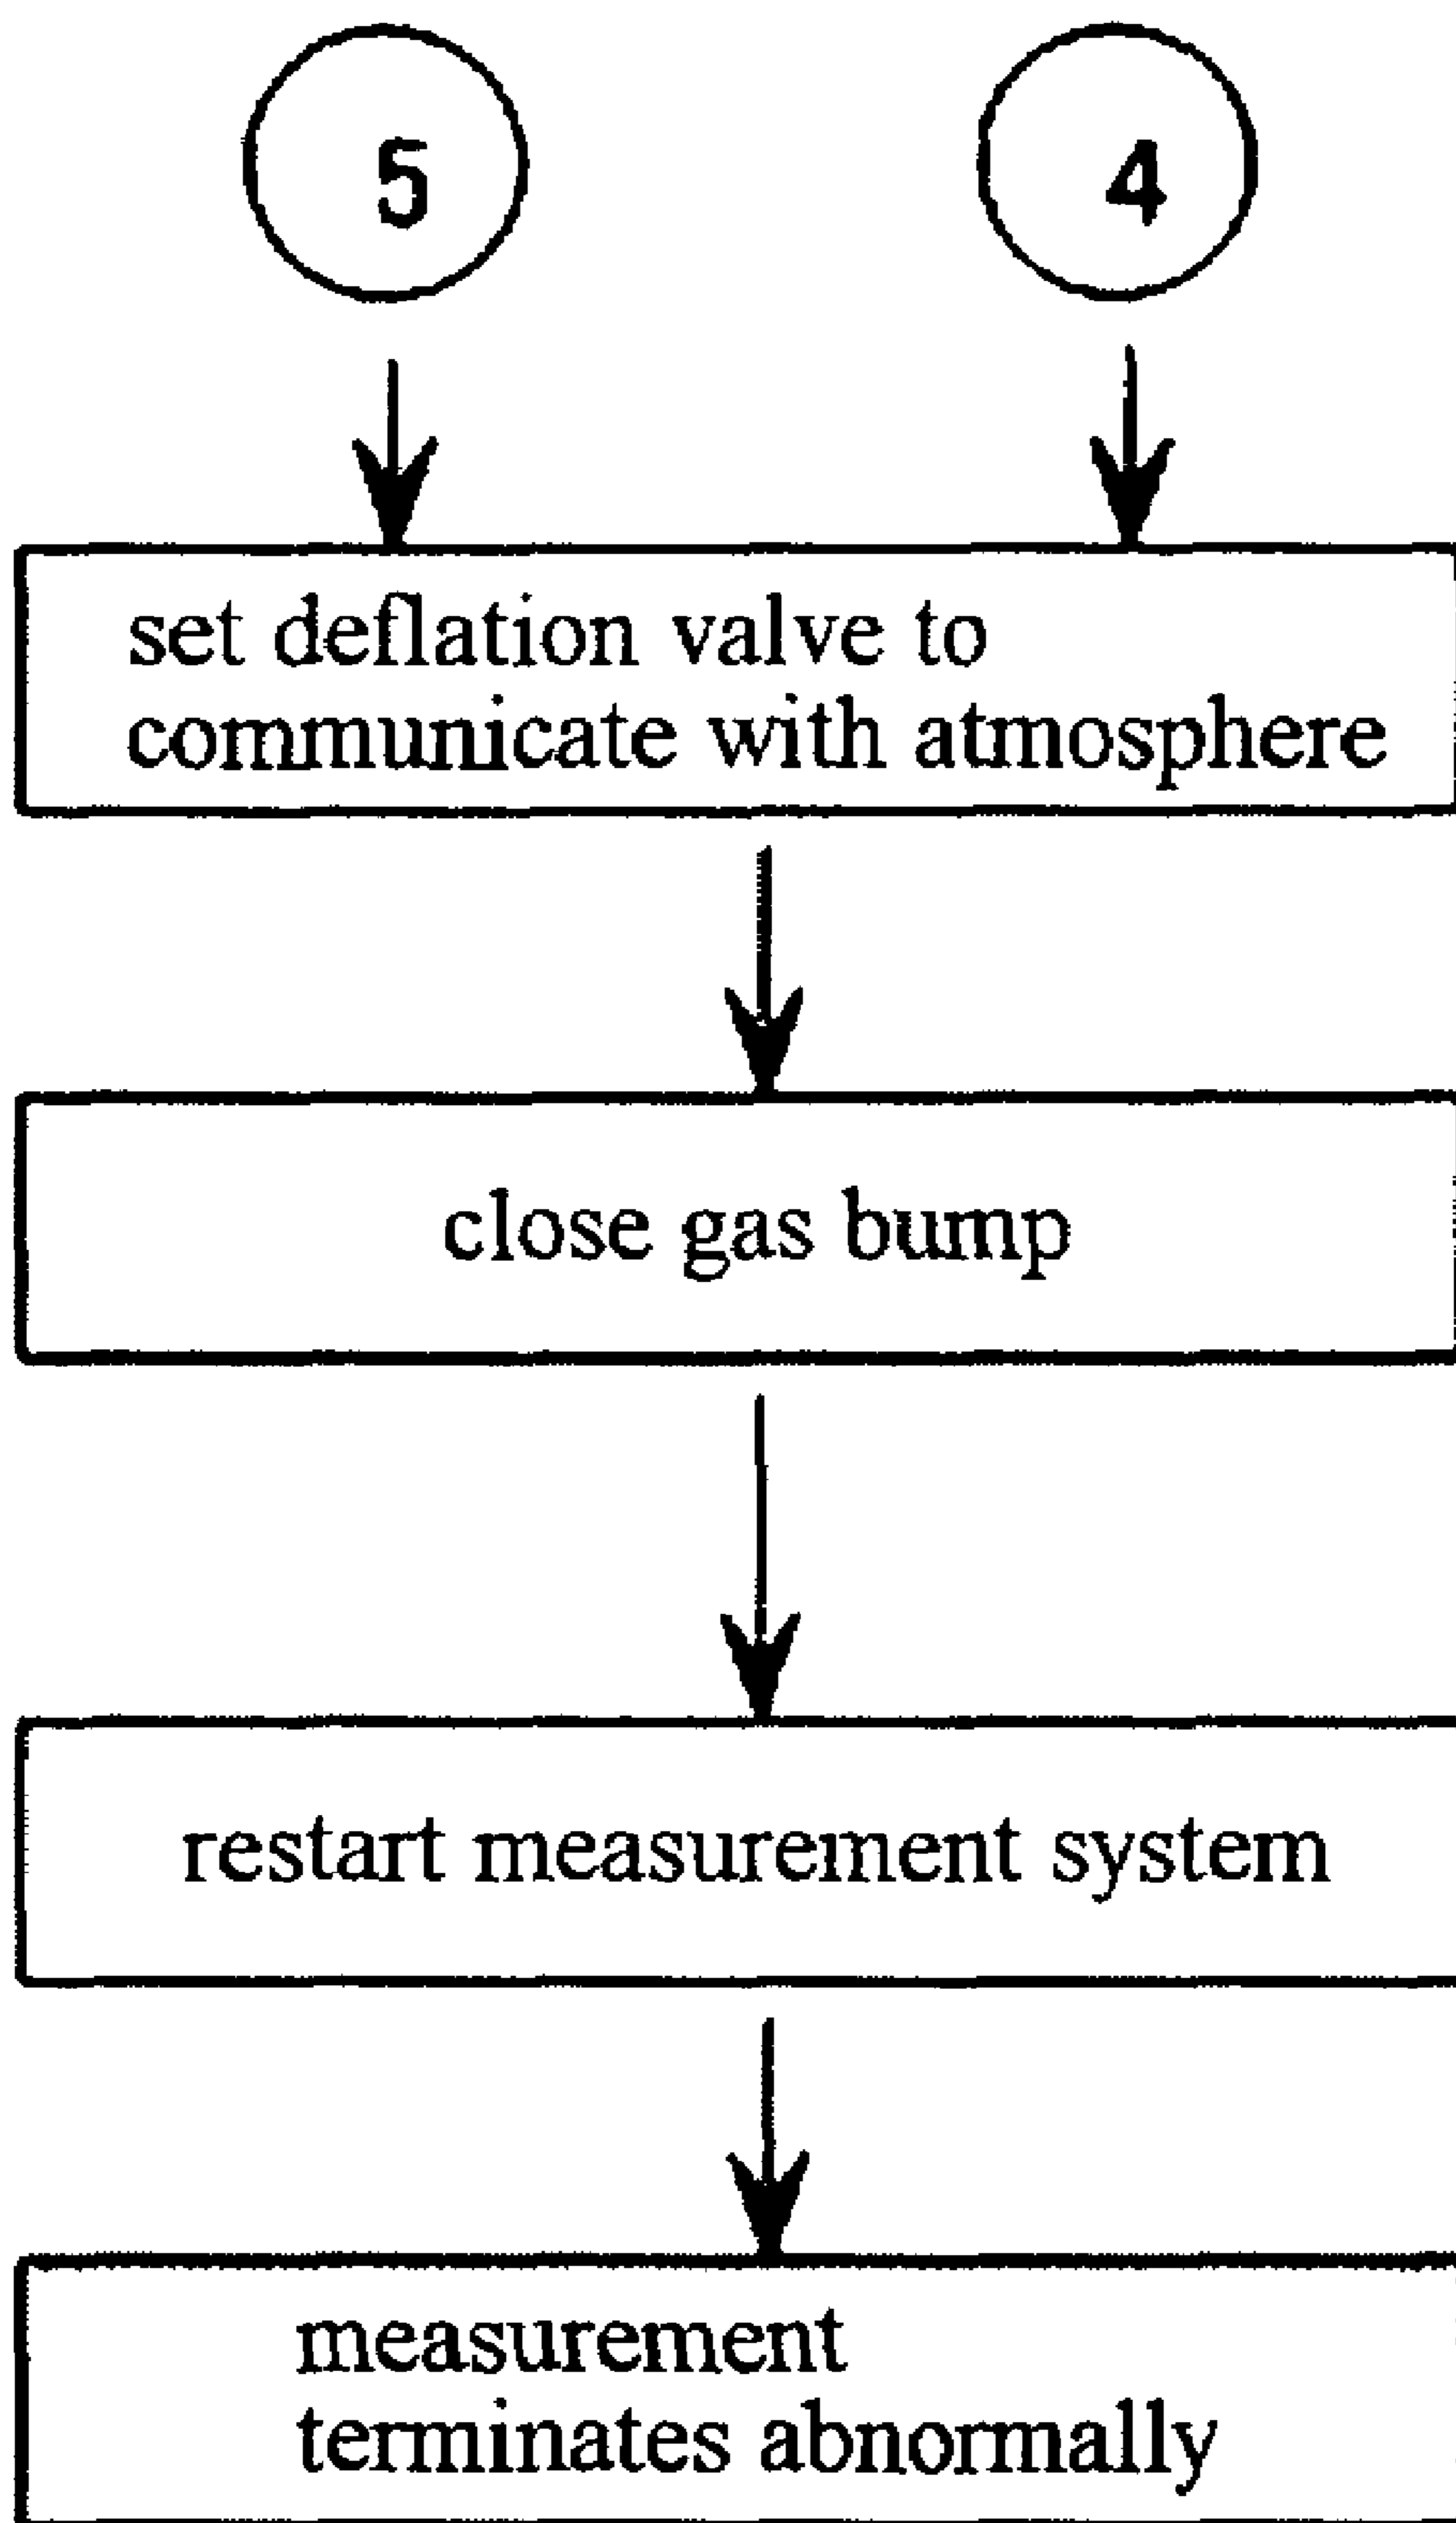 5
4
set deflation valve to
communicate with atmosphere
close gas bump
restart measurement system
measurement
terminates abnormally